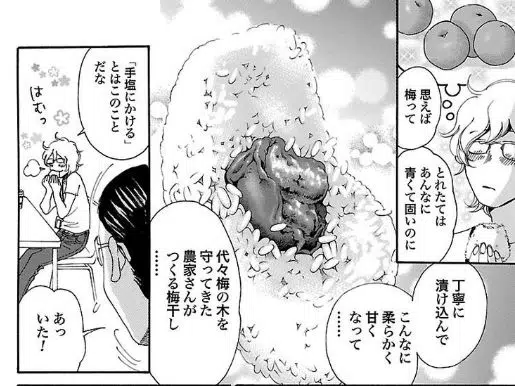 思えば
梅って
とれたては
あんなに
青くて固いのに
丁寧に
漬け込んで
こんなに
柔らかく
甘く
なって
……
代々梅の木を
守ってきた
農家さんが
つくる梅干し
……
「手塩にかける」
とはこのこと
だな
はむっ
あっ
いた!